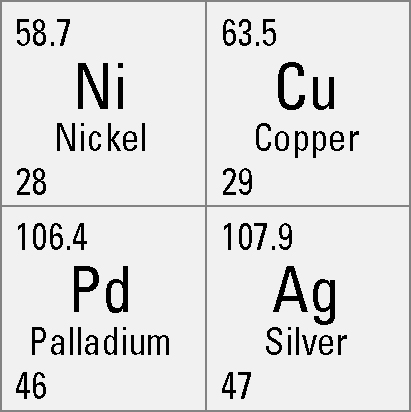 58.7
Ni
Nickel
28
63.5
Cu
Copper
29
106.4
Pd
Palladium
46
107.9
Ag
Silver
47